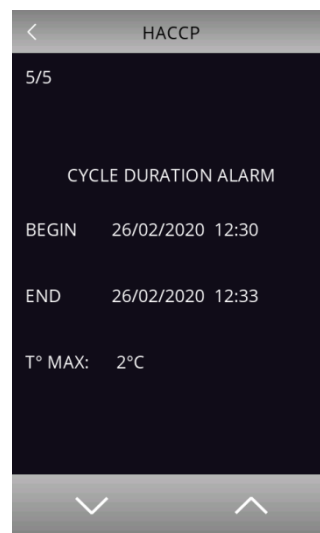 HACCP
5/5
CYCLE DURATION ALARM
BEGIN 26/02/2020 12:30
END 26/02/2020 12:33
T° MAX: 2°C